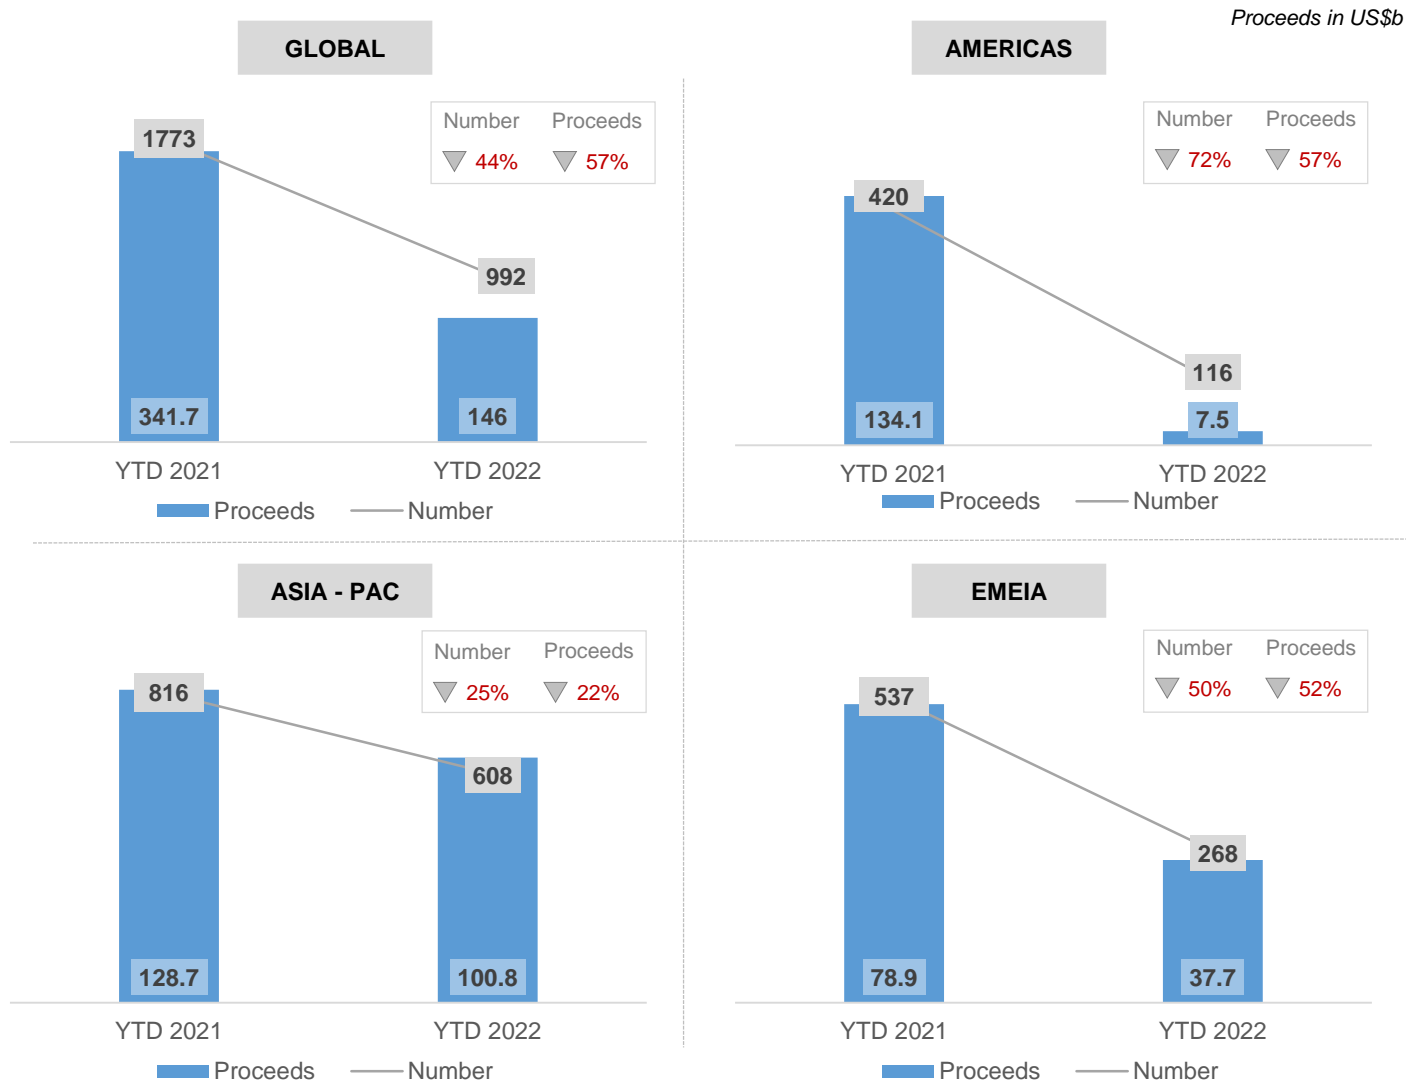 Proceeds in US$b
GLOBAL
Number Proceeds
44% 57%
1773
992
341.7
146
YTD 2021 YTD 2022
Proceeds Number
AMERICAS
Number Proceeds
72% 57%
420
116
134.1
7.5
YTD 2021 YTD 2022
Proceeds Number
ASIA - PAC
Number Proceeds
25% 22%
816
608
128.7
100.8
YTD 2021 YTD 2022
Proceeds Number
EMEIA
Number Proceeds
50% 52%
537
268
78.9
37.7
YTD 2021 YTD 2022
Proceeds Number